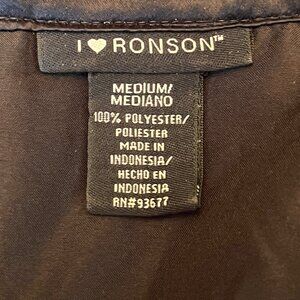 I ♥ RONSON™
MEDIUM/
MEDIANO
100% POLYESTER/
POLIESTER
MADE IN
INDONESIA/
HECHO EN
INDONESIA
RN#93677